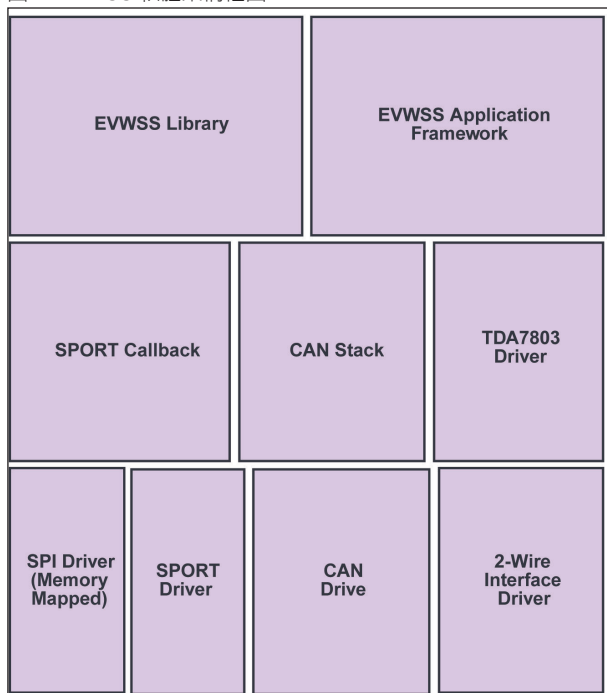 EVWSS Library
EVWSS Application
Framework
SPORT Callback
CAN Stack
TDA7803
Driver
SPI Driver
(Memory
Mapped)
SPORT
Driver
CAN
Drive
2-Wire
Interface
Driver